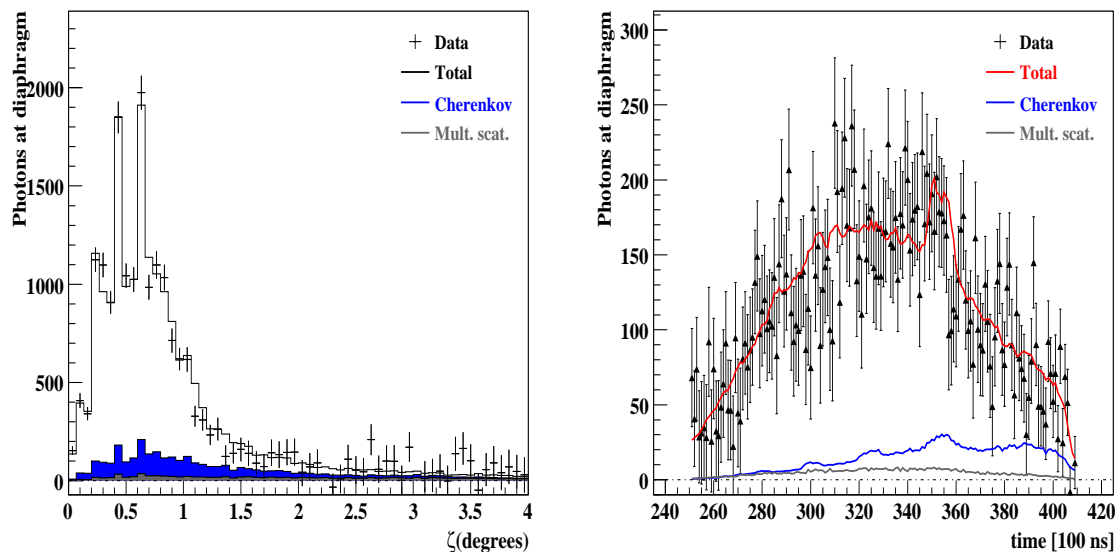 Photons at diaphragm
2000
1500
1000
500
0
0 0.5 1 1.5 2 2.5 3 3.5 4
ζ(degrees)
Data
Total
Cherenkov
Mult. scat.
Photons at diaphragm
300
250
200
150
100
50
0
240 260 280 300 320 340 360 380 400 420
time [100 ns]
Data
Total
Cherenkov
Mult. scat.